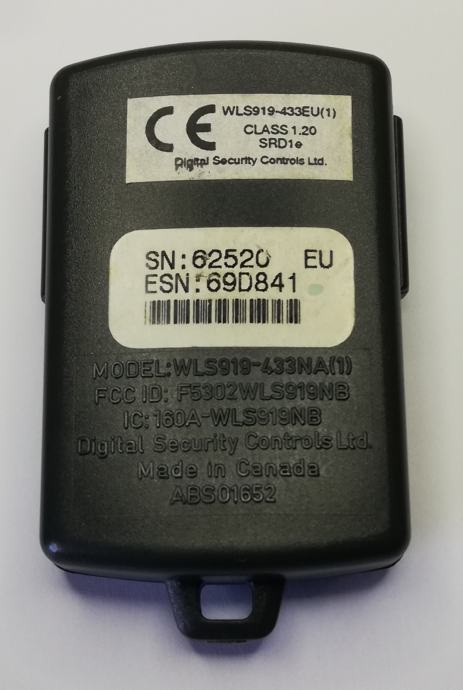 CE WLS919-433EU(1)
CLASS 1.20
SRD1e
Digital Security Controls Ltd.
SN:62520 EU
ESN:69D841
MODEL:WLS919-433NA(1)
FCC ID: F5302WLS919NB
IC:160A-WLS919NB
Digital Security Controls Ltd.
Made in Canada
ABS01652